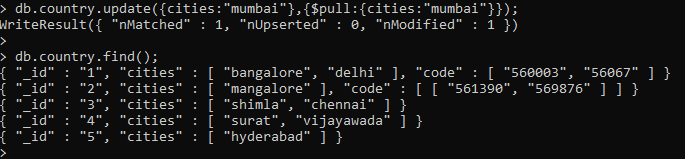 > db.country.update({cities:"mumbai"},{$pull:{cities:"mumbai"}});
WriteResult({ "nMatched" : 1, "nUpserted" : 0, "nModified" : 1 })
>
> db.country.find();
{ "_id" : "1", "cities" : [ "bangalore", "delhi" ], "code" : [ "560003", "56067" ] }
{ "_id" : "2", "cities" : [ "mangalore" ], "code" : [ [ "561390", "569876" ] ] }
{ "_id" : "3", "cities" : [ "shimla", "chennai" ] }
{ "_id" : "4", "cities" : [ "surat", "vijayawada" ] }
{ "_id" : "5", "cities" : [ "hyderabad" ] }
>